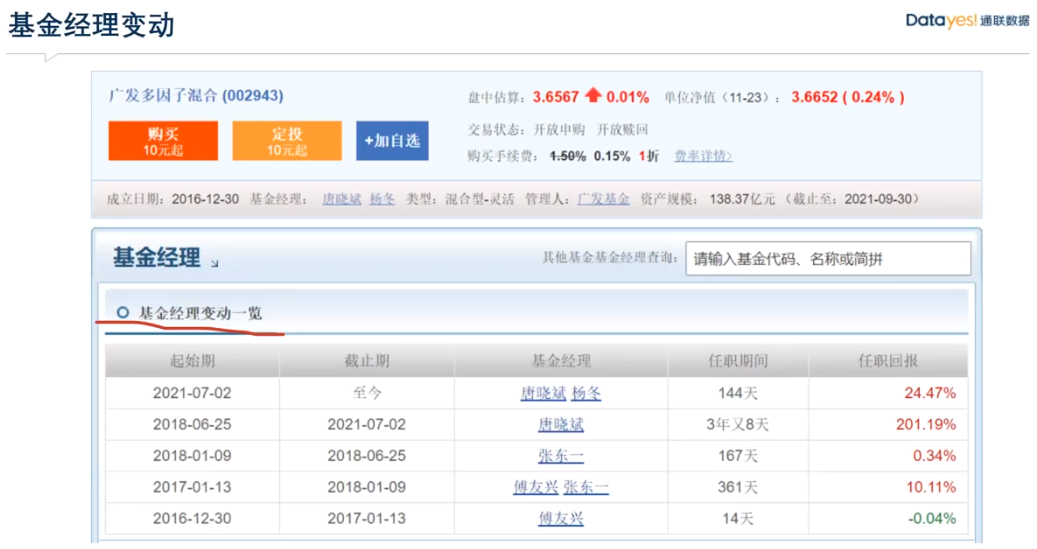 基金经理变动
Datayes!通联数据
广发多因子混合 (002943)
盘中估算: 3.6567 0.01% 单位净值（11-23）: 3.6652 ( 0.24% )
购买
10元起
定投
10元起
+加自选
交易状态: 开放申购 开放赎回
购买手续费: 1.50% 0.15% 1折 费率详情>
成立日期: 2016-12-30 基金经理: 唐晓斌 杨冬 类型: 混合型-灵活 管理人: 广发基金 资产规模: 138.37亿元（截止至: 2021-09-30）
基金经理
其他基金基金经理查询: 请输入基金代码、名称或简拼
基金经理变动一览
起始期 截止期 基金经理 任职期间 任职回报
2021-07-02 至今 唐晓斌 杨冬 144天 24.47%
2018-06-25 2021-07-02 唐晓斌 3年又8天 201.19%
2018-01-09 2018-06-25 张东一 167天 0.34%
2017-01-13 2018-01-09 傅友兴 张东一 361天 10.11%
2016-12-30 2017-01-13 傅友兴 14天 -0.04%